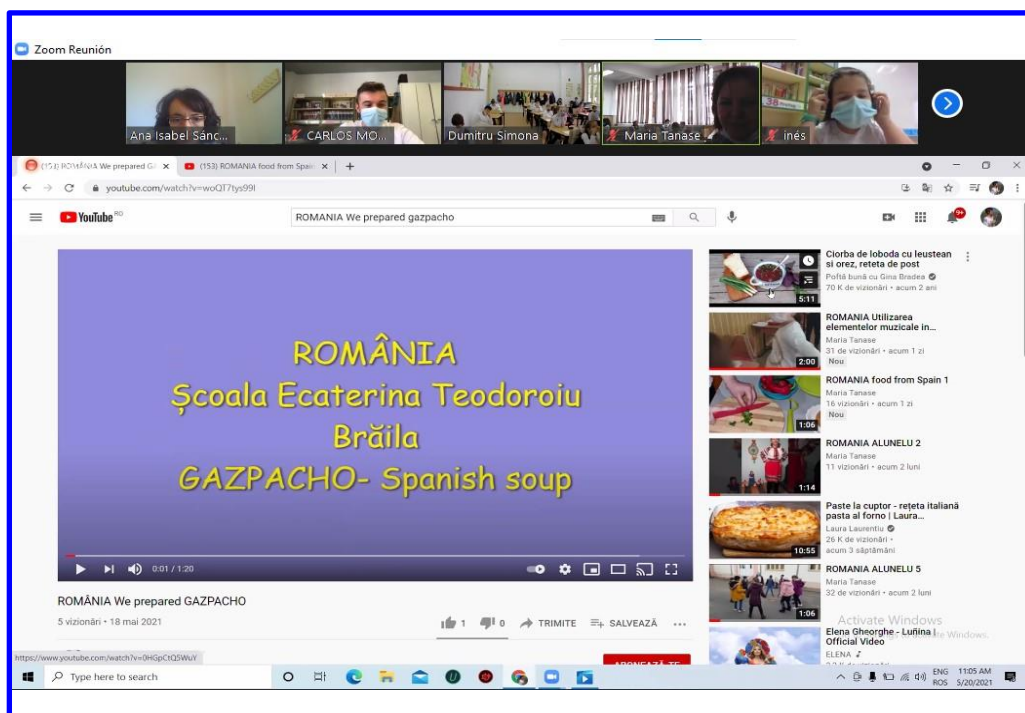 Zoom Reunión
Ana Isabel Sánc...
CARLOS MO...
Dumitru Simona
Maria Tanase
inés
(153) ROMÂNIA We prepared GA
(153) ROMANIA food from Spain
youtube.com/watch?v=woQT7tys99I
YouTube RO
ROMANIA We prepared gazpacho
9+
ROMÂNIA
Școala Ecaterina Teodoroiu
Brăila
GAZPACHO- Spanish soup
0:01 / 1:20
ROMÂNIA We prepared GAZPACHO
5 vizionări • 18 mai 2021
1
0
TRIMITE
SALVEAZĂ
ABONEAZĂ-TE
Ciorba de loboda cu leustean
si orez, reteta de post
Poftă bună cu Gina Bradea
70 K de vizionări • acum 2 ani
5:11
ROMANIA Utilizarea
elementelor muzicale in...
Maria Tanase
31 de vizionări • acum 1 zi
Nou
2:00
ROMANIA food from Spain 1
Maria Tanase
16 vizionări • acum 1 zi
Nou
1:06
ROMANIA ALUNELU 2
Maria Tanase
11 vizionări • acum 2 luni
1:14
Paste la cuptor - rețeta italiană
pasta al forno | Laura...
Laura Laurentiu
26 K de vizionări •
acum 3 săptămâni
10:55
ROMANIA ALUNELU 5
Maria Tanase
32 de vizionări • acum 2 luni
1:06
Activate Windows
Elena Gheorghe - Luñina |
Official Video
ELENA
https://www.youtube.com/watch?v=0HGpCtQ5WuY
Type here to search
ENG
ROS
11:05 AM
5/20/2021